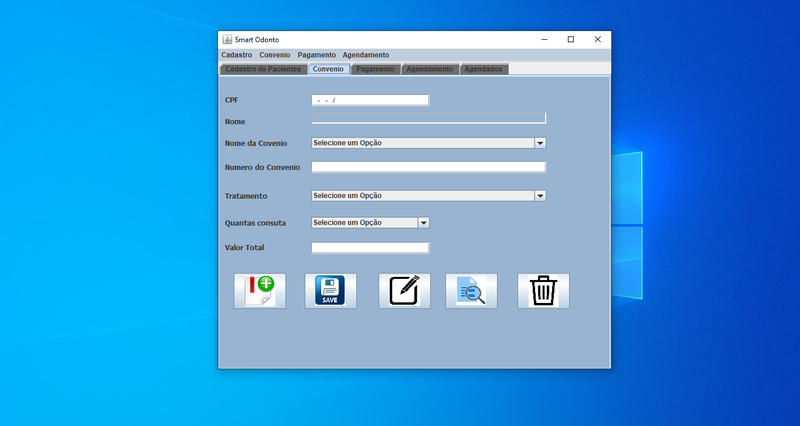 Smart Odonto
Cadastro Convenio Pagamento Agendamento
Cadastro de Pacientes Convenio Pagamento Agendamento Agendados
CPF - - /
Nome
Nome da Covenio Selecione um Opção
Numero do Convenio
Tratamento Selecione um Opção
Quantas consuta Selecione um Opção
Valor Total
SAVE